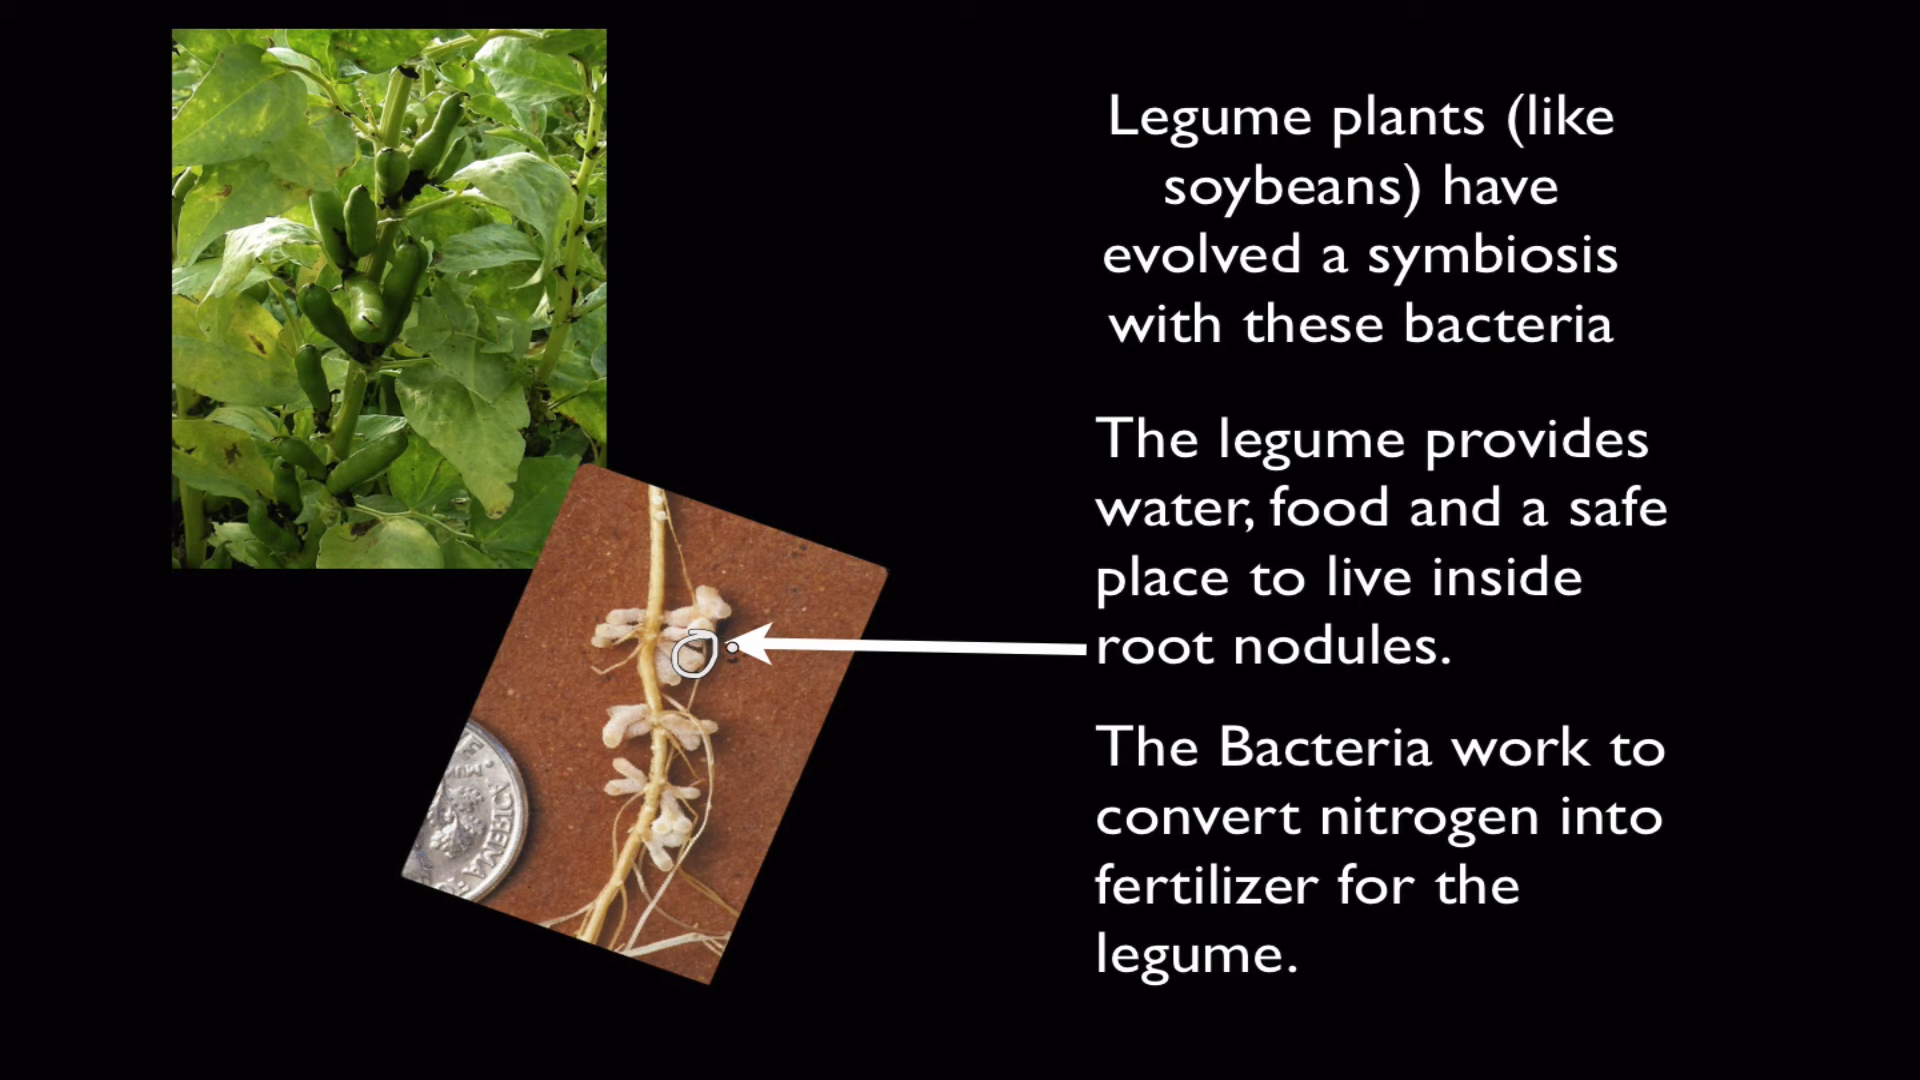 Legume plants (like
soybeans) have
evolved a symbiosis
with these bacteria
The legume provides
water, food and a safe
place to live inside
root nodules.
The Bacteria work to
convert nitrogen into
fertilizer for the
legume.